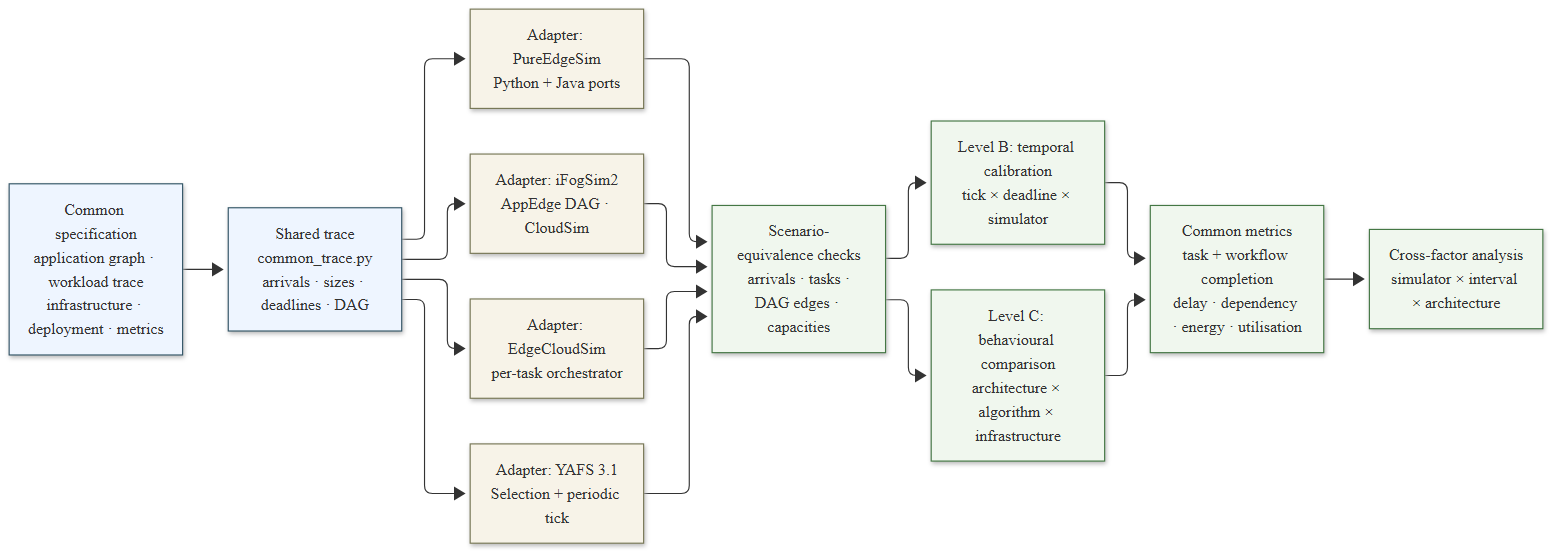 Common
specification
application graph ·
workload trace
infrastructure ·
deployment · metrics
Shared trace
common_trace.py
arrivals · sizes ·
deadlines · DAG
Adapter:
PureEdgeSim
Python + Java ports
Adapter: iFogSim2
AppEdge DAG ·
CloudSim
Adapter:
EdgeCloudSim
per-task orchestrator
Adapter: YAFS 3.1
Selection + periodic
tick
Scenario-
equivalence checks
arrivals · tasks ·
DAG edges ·
capacities
Level B: temporal
calibration
tick × deadline ×
simulator
Level C:
behavioural
comparison
architecture ×
algorithm ×
infrastructure
Common metrics
task + workflow
completion
delay · dependency
· energy · utilisation
Cross-factor analysis
simulator × interval
× architecture